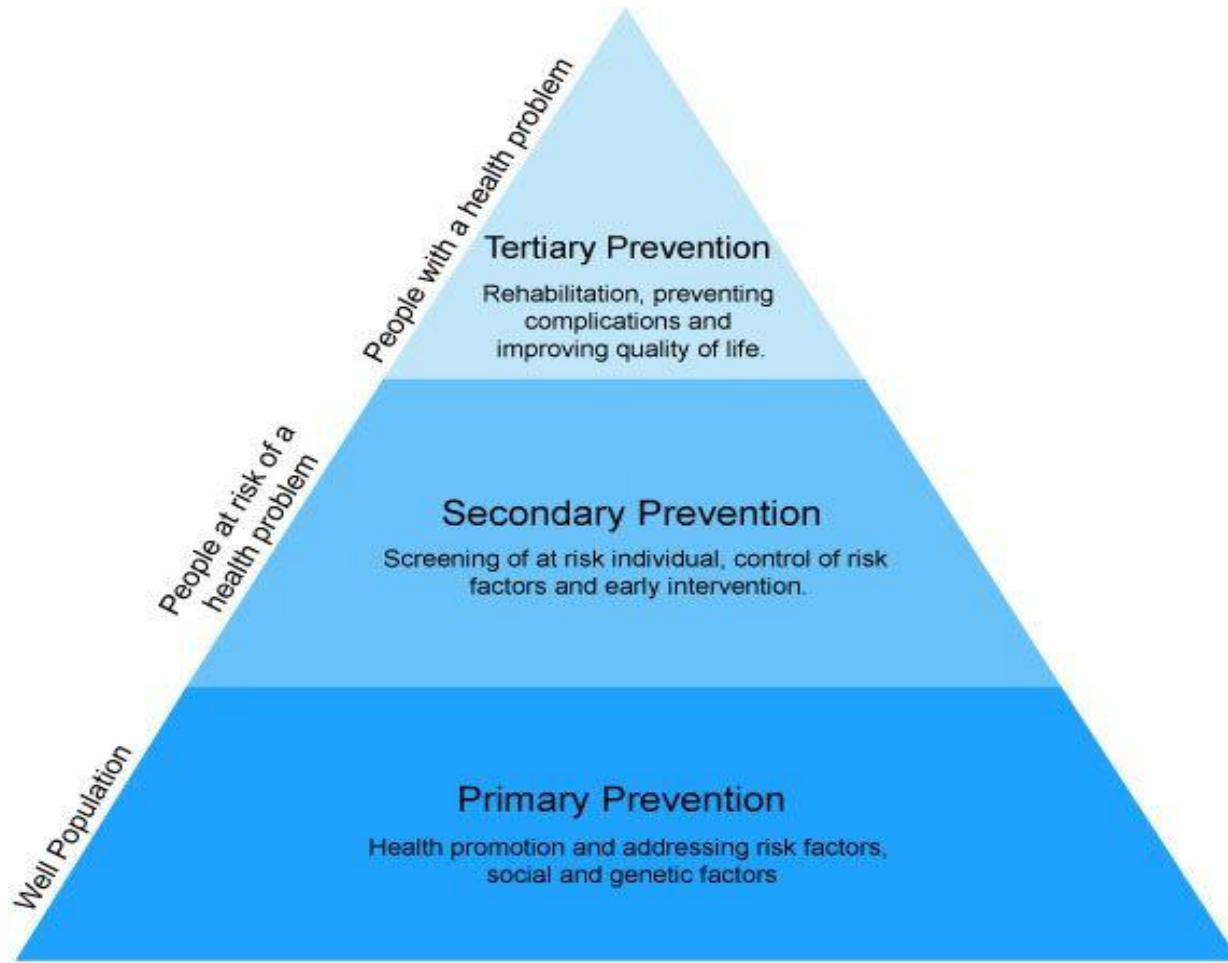 People with a health problem
Tertiary Prevention
Rehabilitation, preventing
complications and
improving quality of life.
People at risk of a
health problem
Secondary Prevention
Screening of at risk individual, control of risk
factors and early intervention.
Well Population
Primary Prevention
Health promotion and addressing risk factors,
social and genetic factors